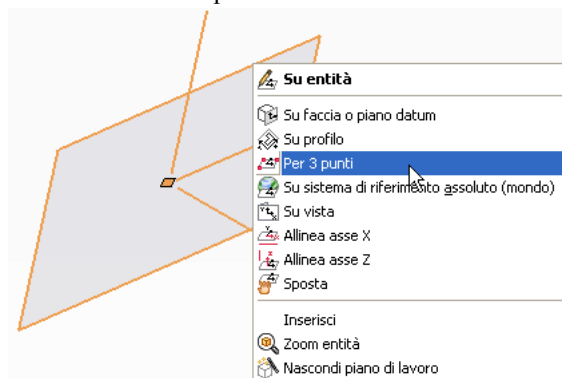 Su entità
Su faccia o piano datum
Su profilo
Per 3 punti
Su sistema di riferimento assoluto (mondo)
Su vista
Allinea asse X
Allinea asse Z
Sposta
Inserisci
Zoom entità
Nascondi piano di lavoro